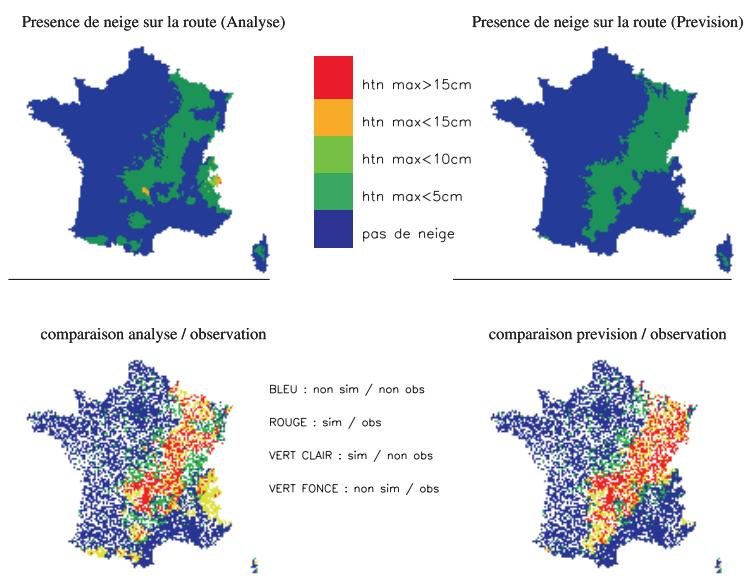 Presence de neige sur la route (Analyse)
Presence de neige sur la route (Prevision)
htn max>15cm
htn max<15cm
htn max<10cm
htn max<5cm
pas de neige
comparaison analyse / observation
comparaison prevision / observation
BLEU : non sim / non obs
ROUGE : sim / obs
VERT CLAIR : sim / non obs
VERT FONCE : non sim / obs